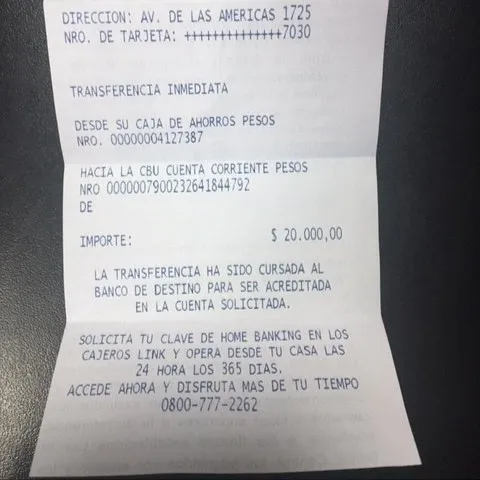 DIRECCION: AV. DE LAS AMERICAS 1725
NRO. DE TARJETA: ++++++++++++++7030
TRANSFERENCIA INMEDIATA
DESDE SU CAJA DE AHORROS PESOS
NRO. 00000004127387
HACIA LA CBU CUENTA CORRIENTE PESOS
NRO 0000007900232641844792
DE
IMPORTE: $ 20.000,00
LA TRANSFERENCIA HA SIDO CURSADA AL
BANCO DE DESTINO PARA SER ACREDITADA
EN LA CUENTA SOLICITADA.
SOLICITA TU CLAVE DE HOME BANKING EN LOS
CAJEROS LINK Y OPERA DESDE TU CASA LAS
24 HORA LOS 365 DIAS.
ACCEDE AHORA Y DISFRUTA MAS DE TU TIEMPO
0800-777-2262